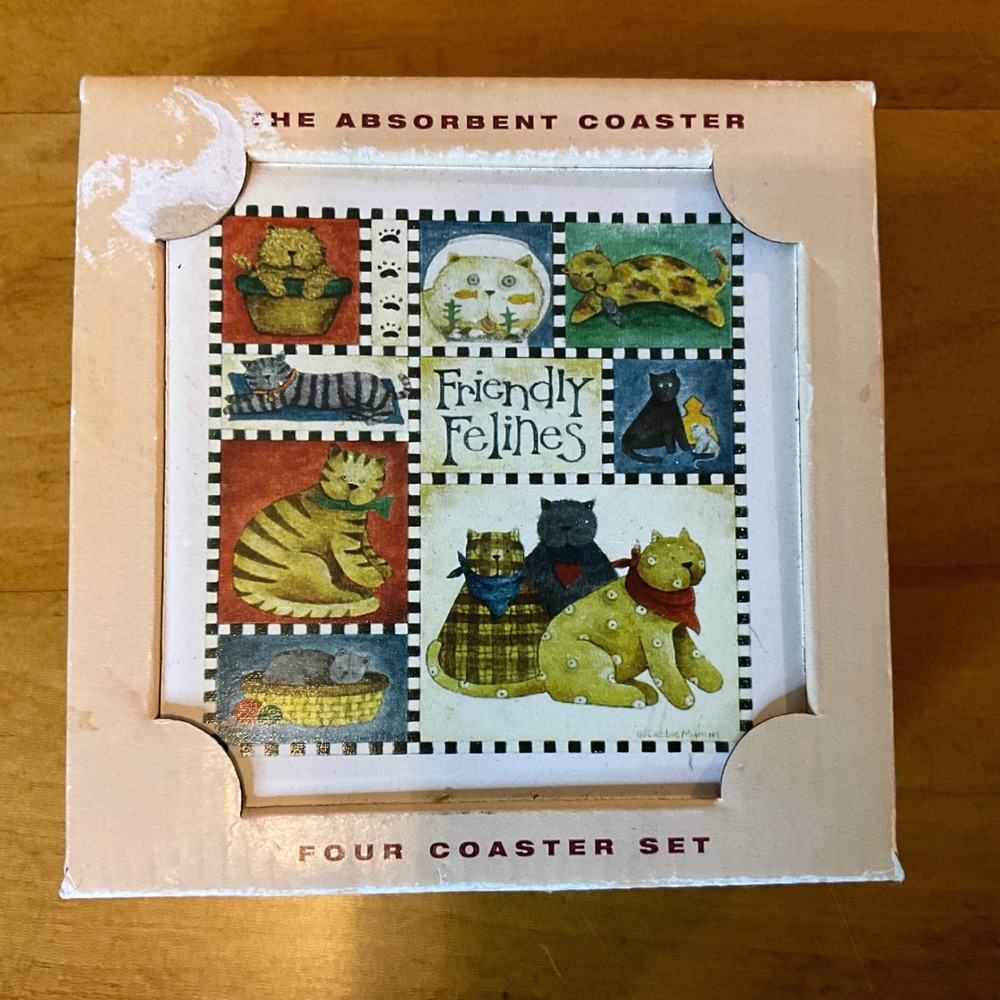 THE ABSORBENT COASTER
Friendly
Felines
FOUR COASTER SET